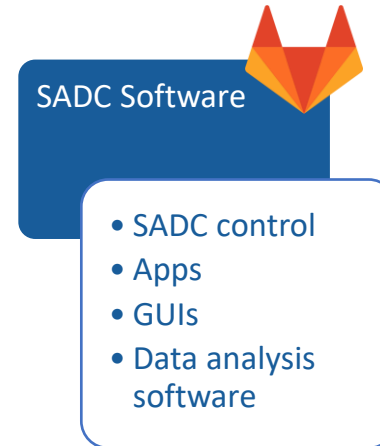 SADC Software
• SADC control
• Apps
• GUIs
• Data analysis
software